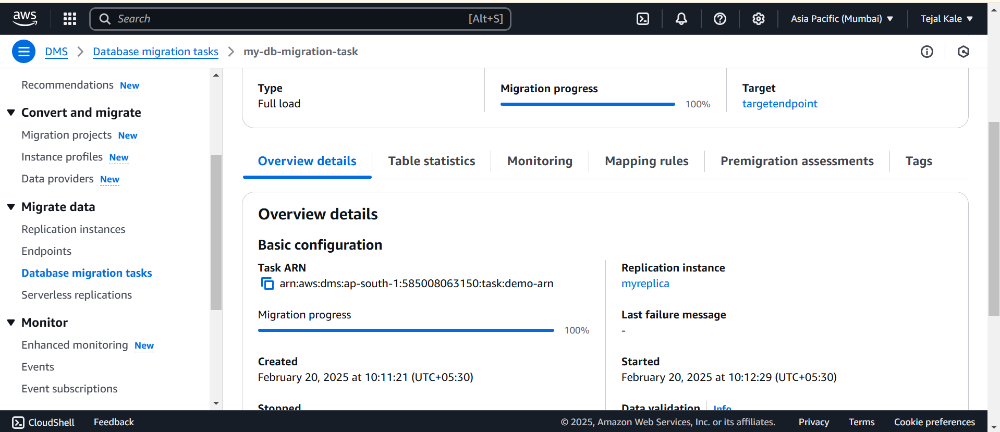 aws
Search [Alt+S]
Asia Pacific (Mumbai) Tejal Kale
DMS Database migration tasks my-db-migration-task
Recommendations New
Convert and migrate
Migration projects New
Instance profiles New
Data providers New
Migrate data
Replication instances
Endpoints
Database migration tasks
Serverless replications
Monitor
Enhanced monitoring New
Events
Event subscriptions
Type
Full load
Migration progress
100%
Target
targetendpoint
Overview details Table statistics Monitoring Mapping rules Premigration assessments Tags
Overview details
Basic configuration
Task ARN
arn:aws:dms:ap-south-1:585008063150:task:demo-arn
Replication instance
myreplica
Migration progress
100%
Last failure message
-
Created
February 20, 2025 at 10:11:21 (UTC+05:30)
Started
February 20, 2025 at 10:12:29 (UTC+05:30)
Stopped
Data validation Info
CloudShell Feedback © 2025, Amazon Web Services, Inc. or its affiliates. Privacy Terms Cookie preferences